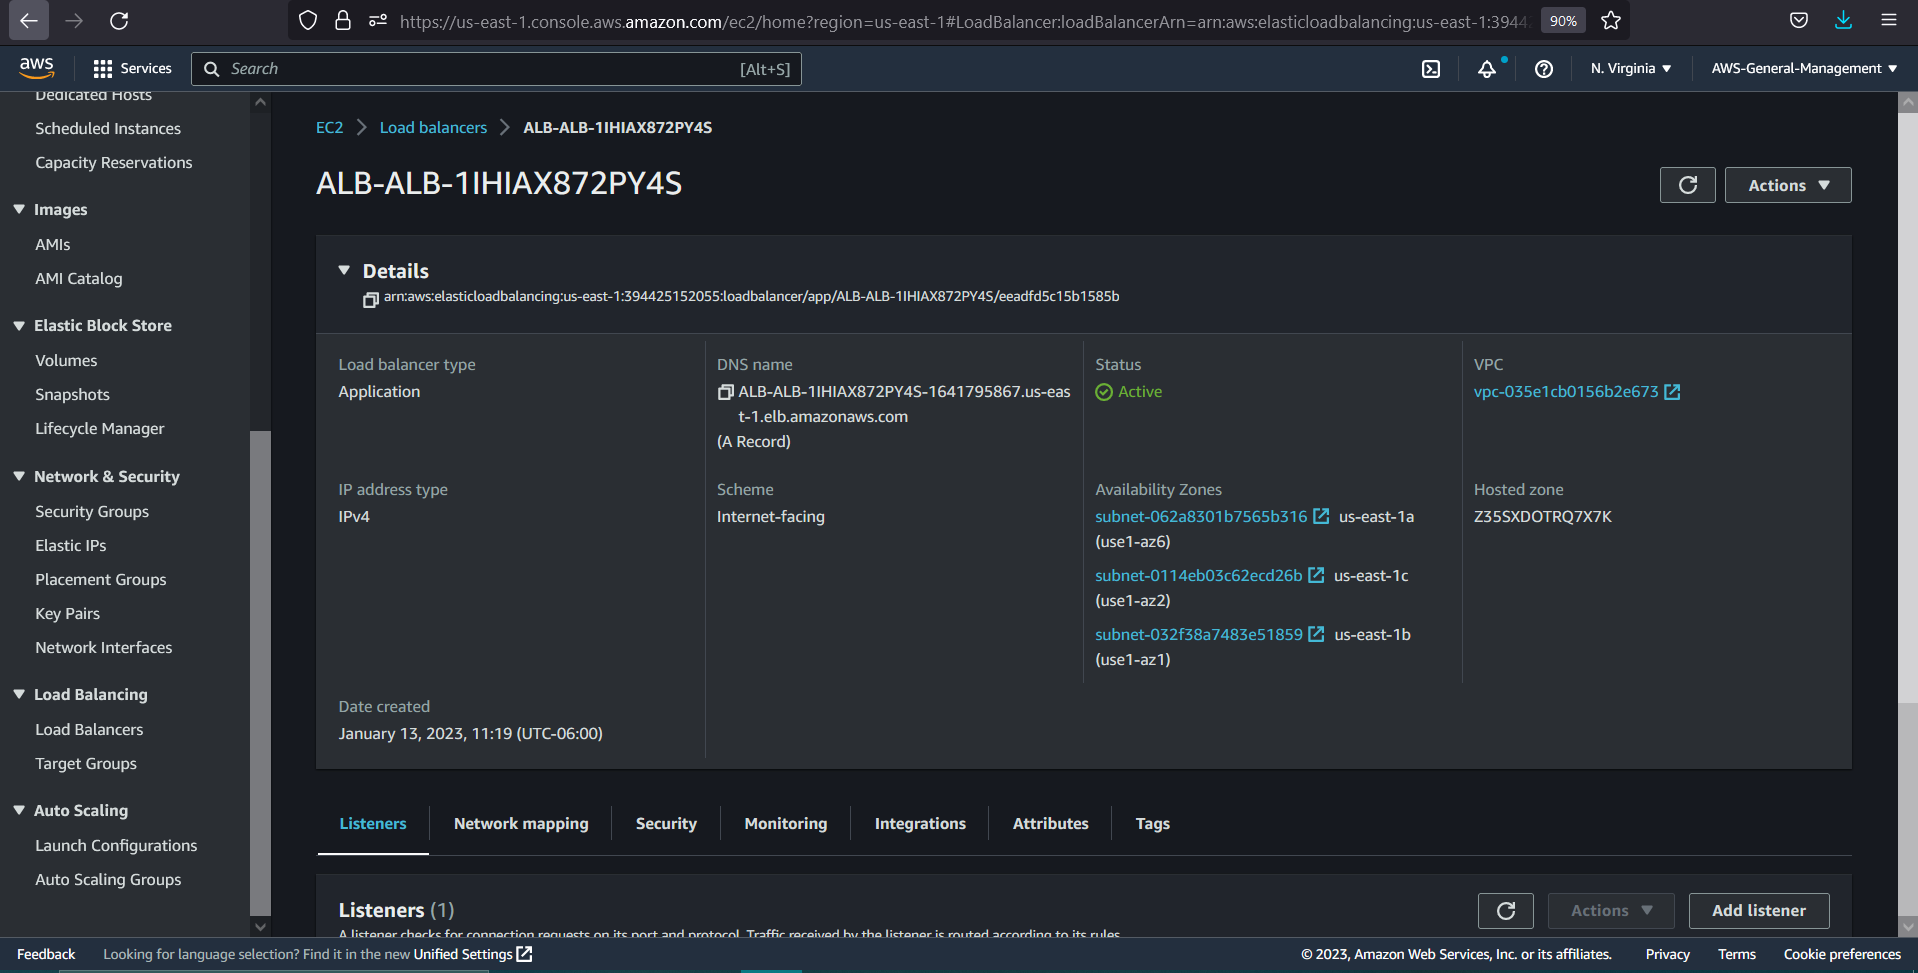 https://us-east-1.console.aws.amazon.com/ec2/home?region=us-east-1#LoadBalancer:loadBalancerArn=arn:aws:elasticloadbalancing:us-east-1:3944
90%
aws
Services
Search
[Alt+S]
N. Virginia
AWS-General-Management
Dedicated Hosts
Scheduled Instances
Capacity Reservations
Images
AMIs
AMI Catalog
Elastic Block Store
Volumes
Snapshots
Lifecycle Manager
Network & Security
Security Groups
Elastic IPs
Placement Groups
Key Pairs
Network Interfaces
Load Balancing
Load Balancers
Target Groups
Auto Scaling
Launch Configurations
Auto Scaling Groups
EC2 > Load balancers > ALB-ALB-1IHIAX872PY4S
ALB-ALB-1IHIAX872PY4S
Actions
Details
arn:aws:elasticloadbalancing:us-east-1:394425152055:loadbalancer/app/ALB-ALB-1IHIAX872PY4S/eeadfd5c15b1585b
Load balancer type
Application
DNS name
ALB-ALB-1IHIAX872PY4S-1641795867.us-eas
t-1.elb.amazonaws.com
(A Record)
Status
Active
VPC
vpc-035e1cb0156b2e673
IP address type
IPv4
Scheme
Internet-facing
Availability Zones
subnet-062a8301b7565b316 us-east-1a
(use1-az6)
subnet-0114eb03c62ecd26b us-east-1c
(use1-az2)
subnet-032f38a7483e51859 us-east-1b
(use1-az1)
Hosted zone
Z35SXDOTRQ7X7K
Date created
January 13, 2023, 11:19 (UTC-06:00)
Listeners
Network mapping
Security
Monitoring
Integrations
Attributes
Tags
Listeners (1)
Actions
Add listener
A listener checks for connection requests on its port and protocol. Traffic received by the listener is routed according to its rules.
Feedback
Looking for language selection? Find it in the new Unified Settings
© 2023, Amazon Web Services, Inc. or its affiliates.
Privacy
Terms
Cookie preferences